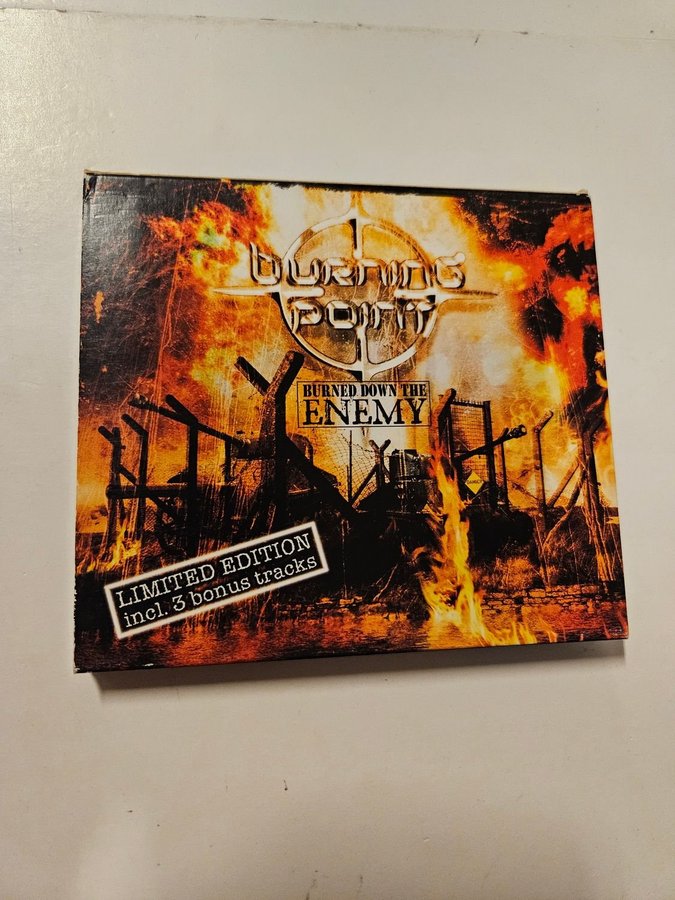 burning
point
BURNED DOWN THE
ENEMY
LIMITED EDITION
incl. 3 bonus tracks